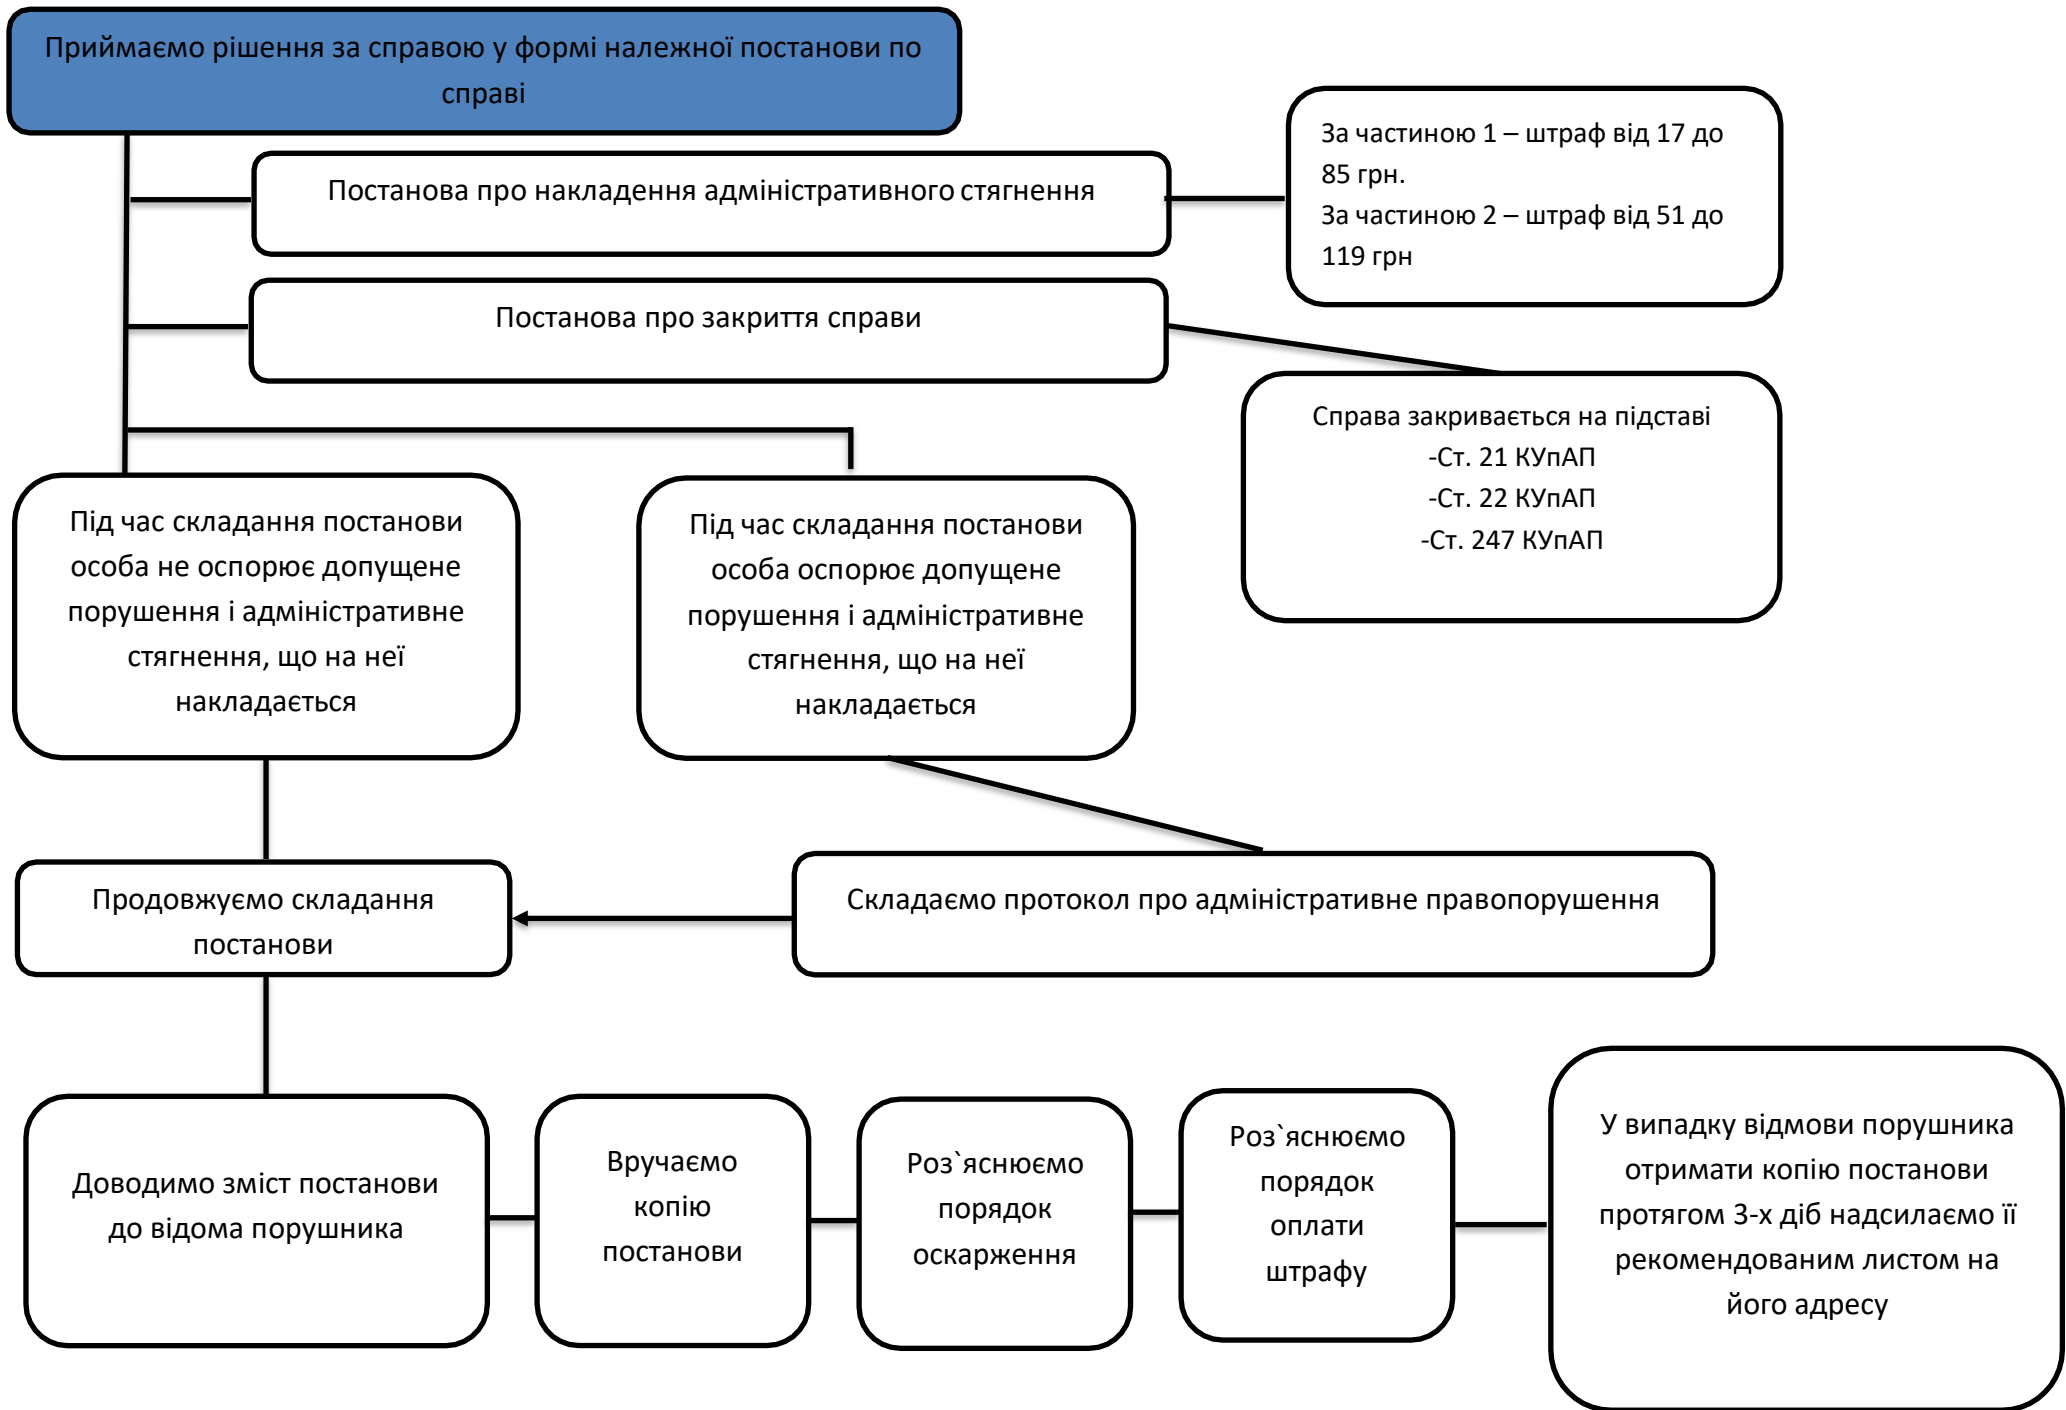 Приймаємо рішення за справою у формі належної постанови по
справі
За частиною 1 – штраф від 17 до
85 грн.
За частиною 2 – штраф від 51 до
119 грн
Постанова про накладення адміністративного стягнення
Постанова про закриття справи
Справа закривається на підставі
-Ст. 21 КУпАП
-Ст. 22 КУпАП
-Ст. 247 КУпАП
Під час складання постанови
особа не оспорює допущене
порушення і адміністративне
стягнення, що на неї
накладається
Під час складання постанови
особа оспорює допущене
порушення і адміністративне
стягнення, що на неї
накладається
Продовжуємо складання
постанови
Складаємо протокол про адміністративне правопорушення
Доводимо зміст постанови
до відома порушника
Вручаємо
копію
постанови
Роз`яснюємо
порядок
оскарження
Роз`яснюємо
порядок
оплати
штрафу
У випадку відмови порушника
отримати копію постанови
протягом 3-х діб надсилаємо її
рекомендованим листом на
його адресу